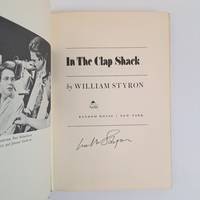 In The Clap Shack
by WILLIAM STYRON
RANDOM HOUSE · NEW YORK